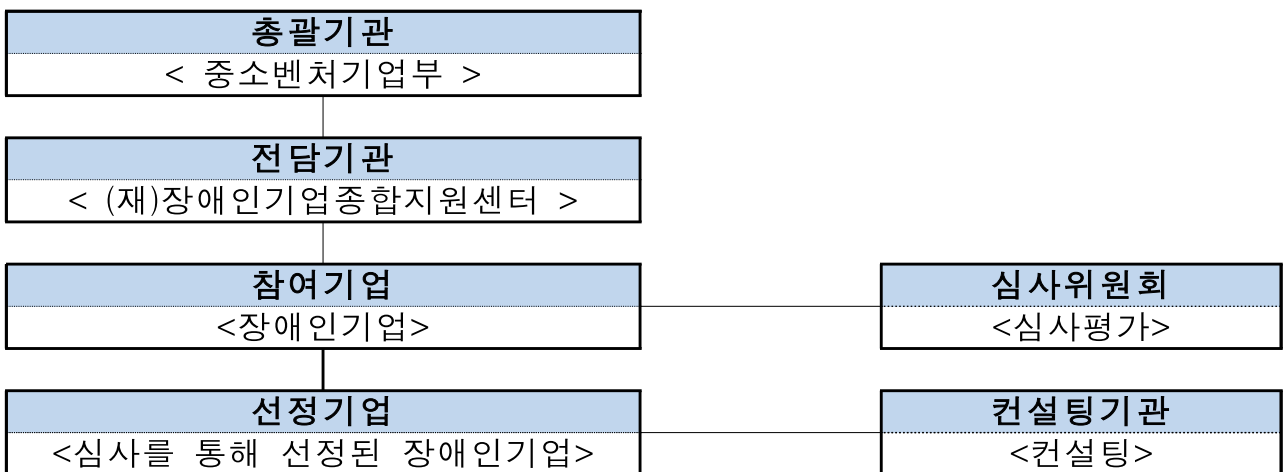 총괄기관
< 중소벤처기업부 >
전담기관
< (재)장애인기업종합지원센터 >
참여기업
<장애인기업>
심사위원회
<심사평가>
선정기업
<심사를 통해 선정된 장애인기업>
컨설팅기관
<컨설팅>